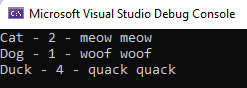 Microsoft Visual Studio Debug Console
Cat - 2 - meow meow
Dog - 1 - woof woof
Duck - 4 - quack quack